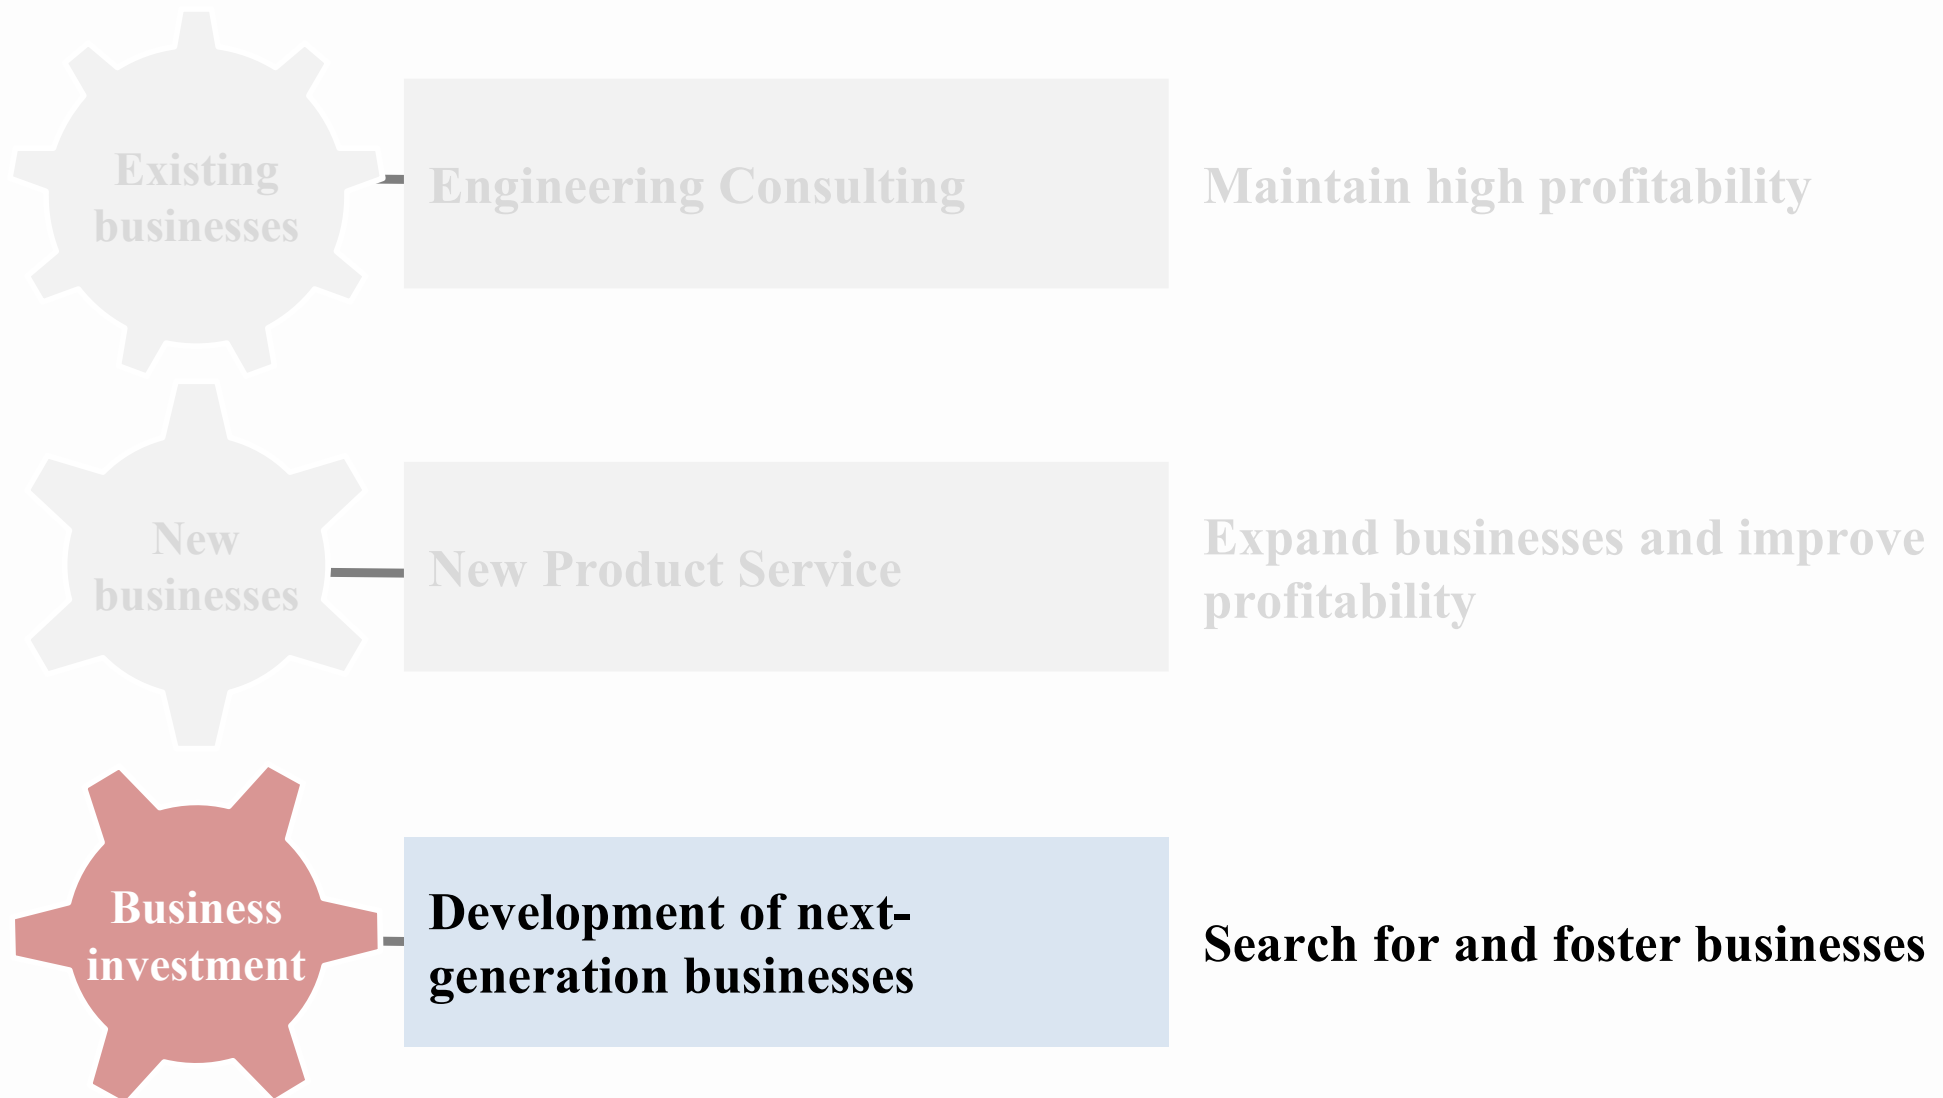 Existing
businesses
Engineering Consulting
Maintain high profitability
New
businesses
New Product Service
Expand businesses and improve
profitability
Business
investment
Development of next-
generation businesses
Search for and foster businesses